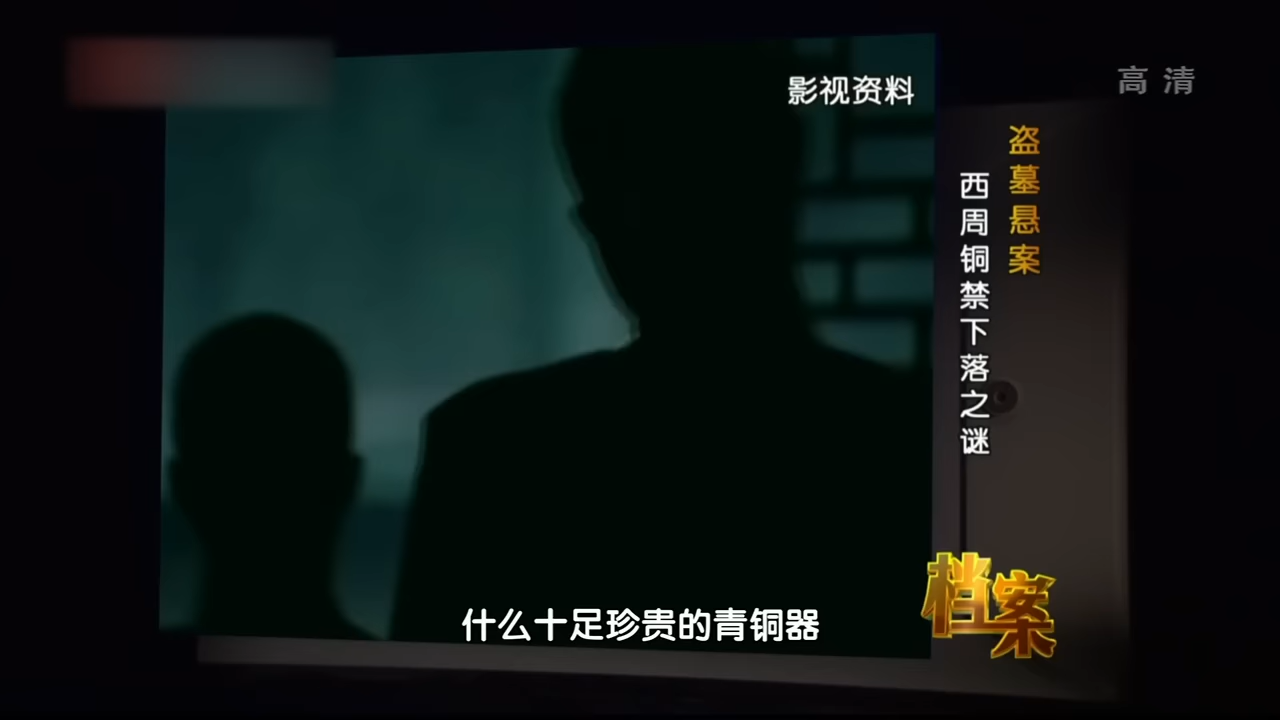 影视资料
高清
盗墓悬案
西周铜禁下落之谜
什么十足珍贵的青铜器
档案